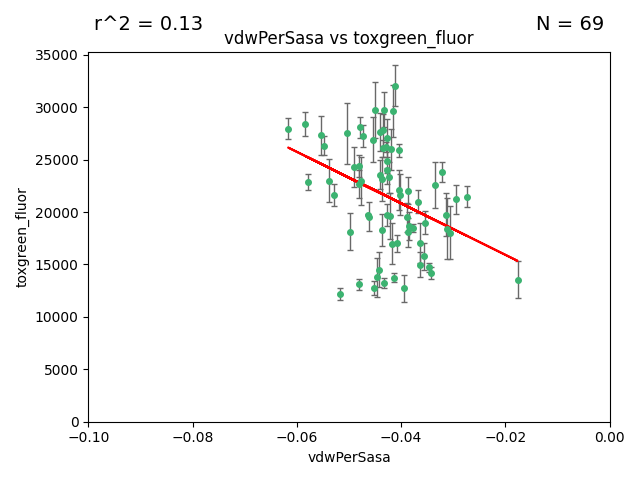 r^2 = 0.13
N = 69
vdwPerSasa vs toxgreen_fluor
35000
30000
25000
20000
15000
10000
5000
0
toxgreen_fluor
−0.10
−0.08
−0.06
−0.04
−0.02
0.00
vdwPerSasa